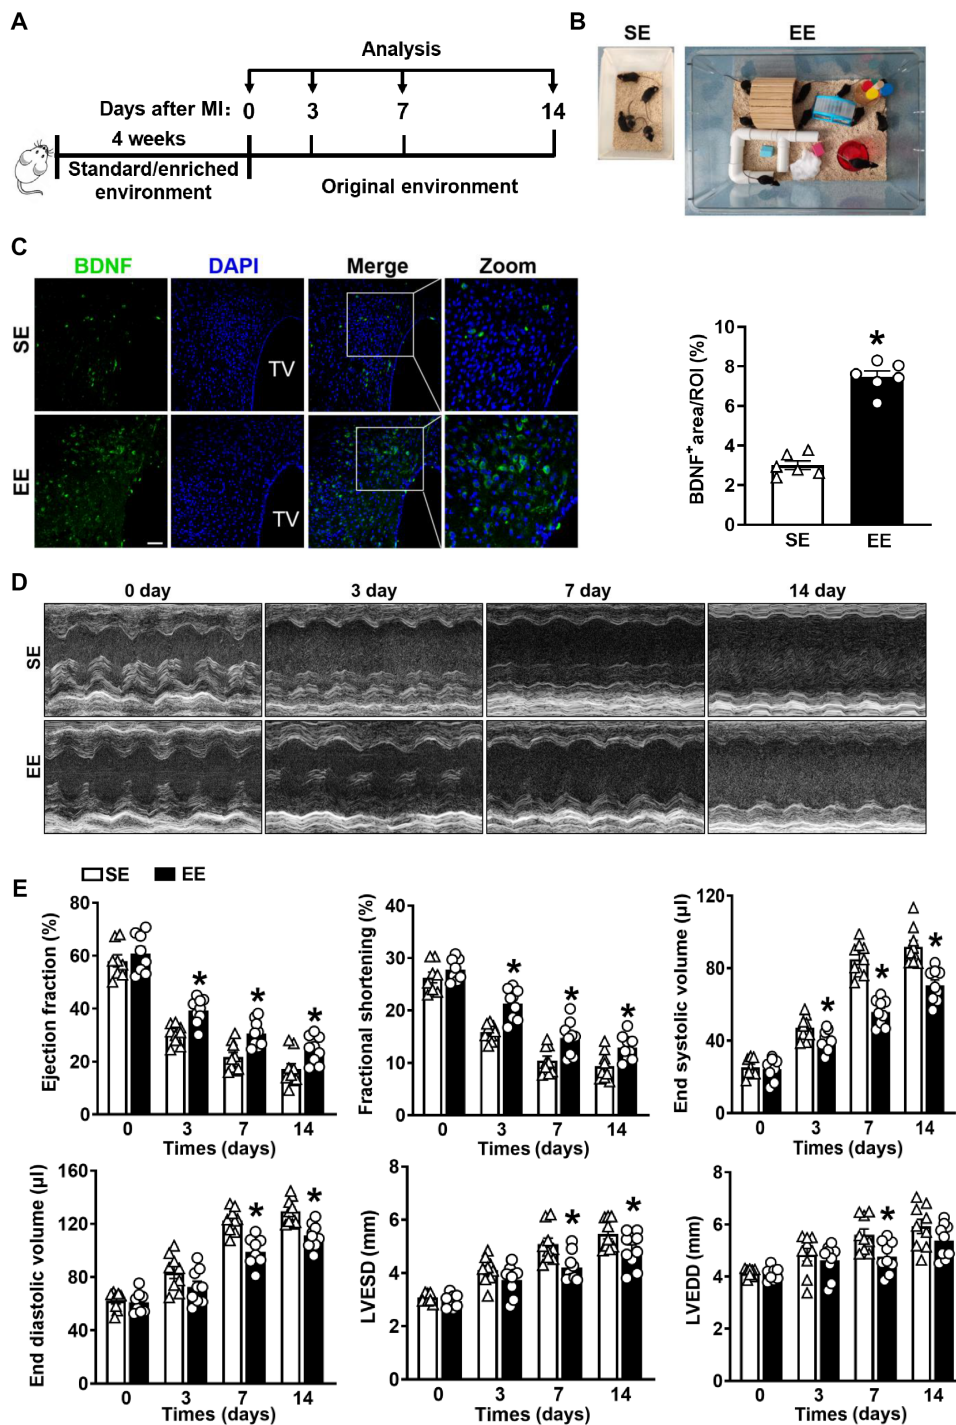 A
Analysis
Days after MI: 0 3 7 14
4 weeks
Standard/enriched
environment
Original environment
B
SE EE
C
BDNF DAPI Merge Zoom
SE
TV
EE
TV
BDNF+area/ROI (%)
10
8
6
4
2
0
*
SE EE
D
0 day 3 day 7 day 14 day
SE
EE
E
SE EE
Ejection fraction (%)
80
60
40
20
0
* * *
0 3 7 14
Times (days)
Fractional shortening (%)
40
30
20
10
0
* * *
0 3 7 14
Times (days)
End systolic volume (μl)
120
80
40
0
* * *
0 3 7 14
Times (days)
End diastolic volume (μl)
160
120
80
40
0
* *
0 3 7 14
Times (days)
LVESD (mm)
8
6
4
2
0
* *
0 3 7 14
Times (days)
LVEDD (mm)
8
6
4
2
0
*
0 3 7 14
Times (days)